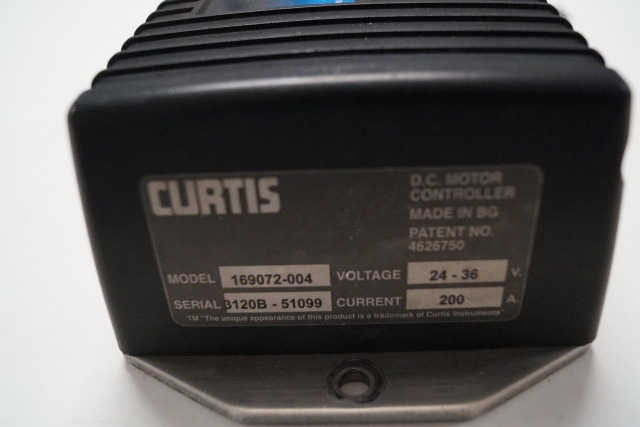 CURTIS
D.C. MOTOR
CONTROLLER
MADE IN BG
PATENT NO.
4626750
MODEL 169072-004 VOLTAGE 24 - 36 V.
SERIAL 3120B - 51099 CURRENT 200 A.
TM "The unique appearance of this product is a trademark of Curtis Instruments"